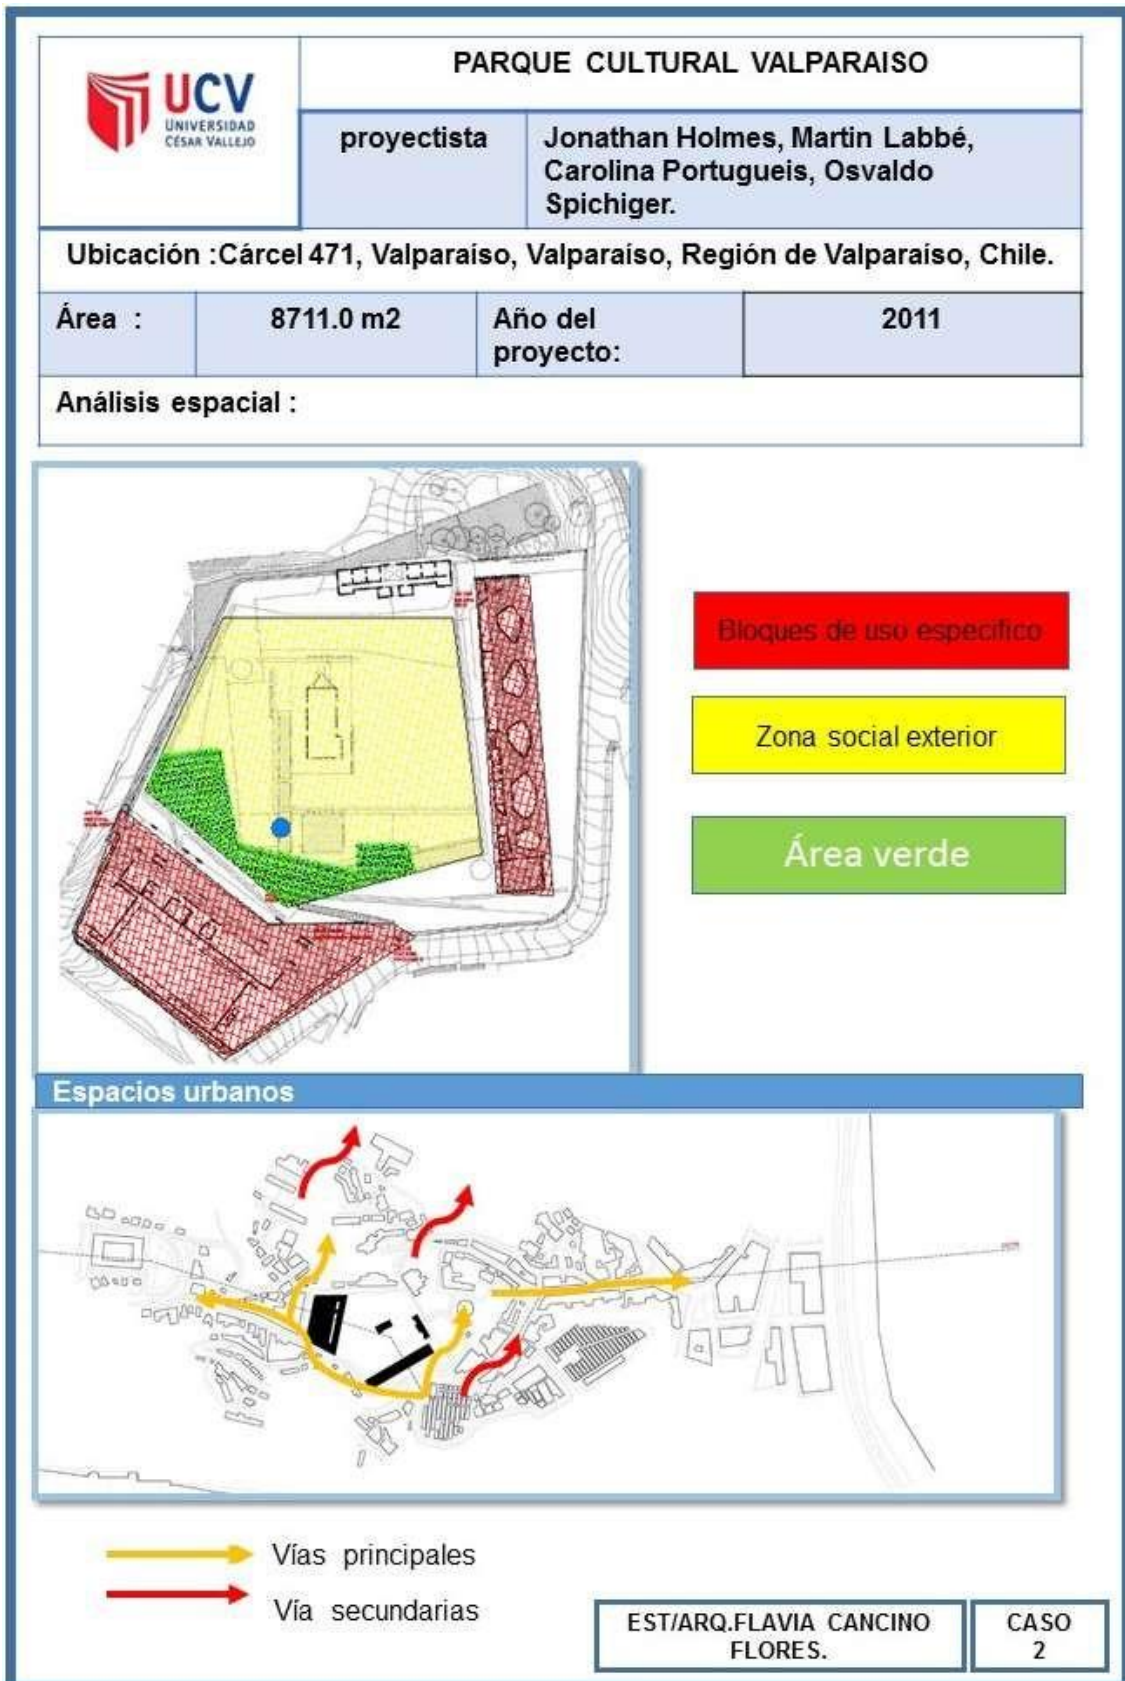 UCV
UNIVERSIDAD
CÉSAR VALLEJO
PARQUE CULTURAL VALPARAISO
proyectista
Jonathan Holmes, Martin Labbé,
Carolina Portugueis, Osvaldo
Spichiger.
Ubicación :Cárcel 471, Valparaíso, Valparaíso, Región de Valparaíso, Chile.
Área :
8711.0 m2
Año del
proyecto:
2011
Análisis espacial :
Bloques de uso específico
Zona social exterior
Área verde
Espacios urbanos
Vías principales
Vía secundarias
EST/ARQ.FLAVIA CANCINO
FLORES.
CASO
2